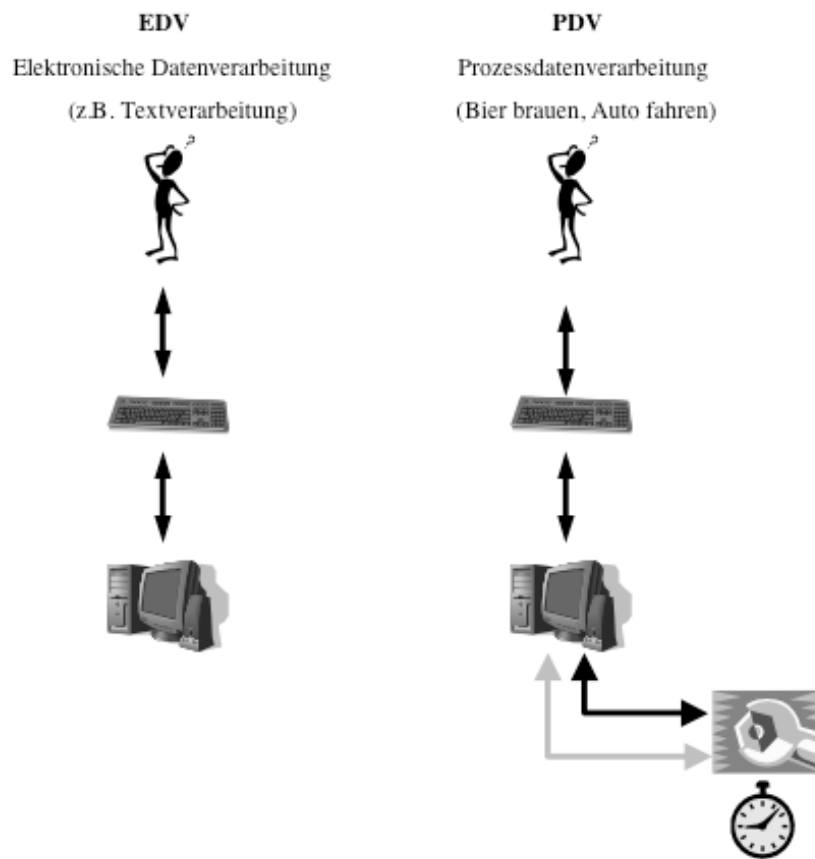 EDV
Elektronische Datenverarbeitung
(z.B. Textverarbeitung)
?
PDV
Prozessdatenverarbeitung
(Bier brauen, Auto fahren)
?